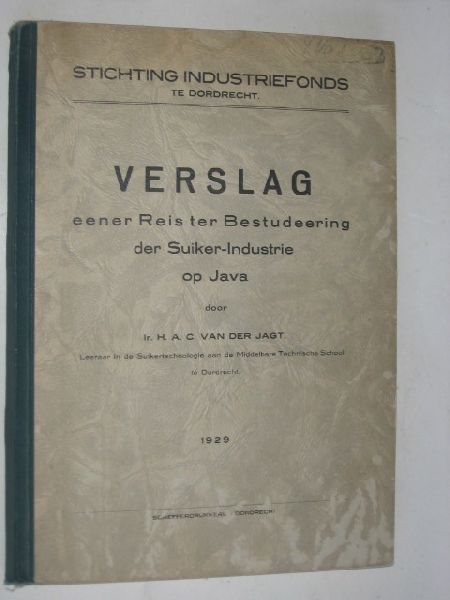 STICHTING INDUSTRIEFONDS
TE DORDRECHT.
VERSLAG
eener Reis ter Bestudeering
der Suiker-Industrie
op Java
door
Ir. H. A. C. VAN DER JAGT
Leeraar in de Suikertechnologie aan de Middelbare Technische School
te Dordrecht.
1929
DORDRECHT